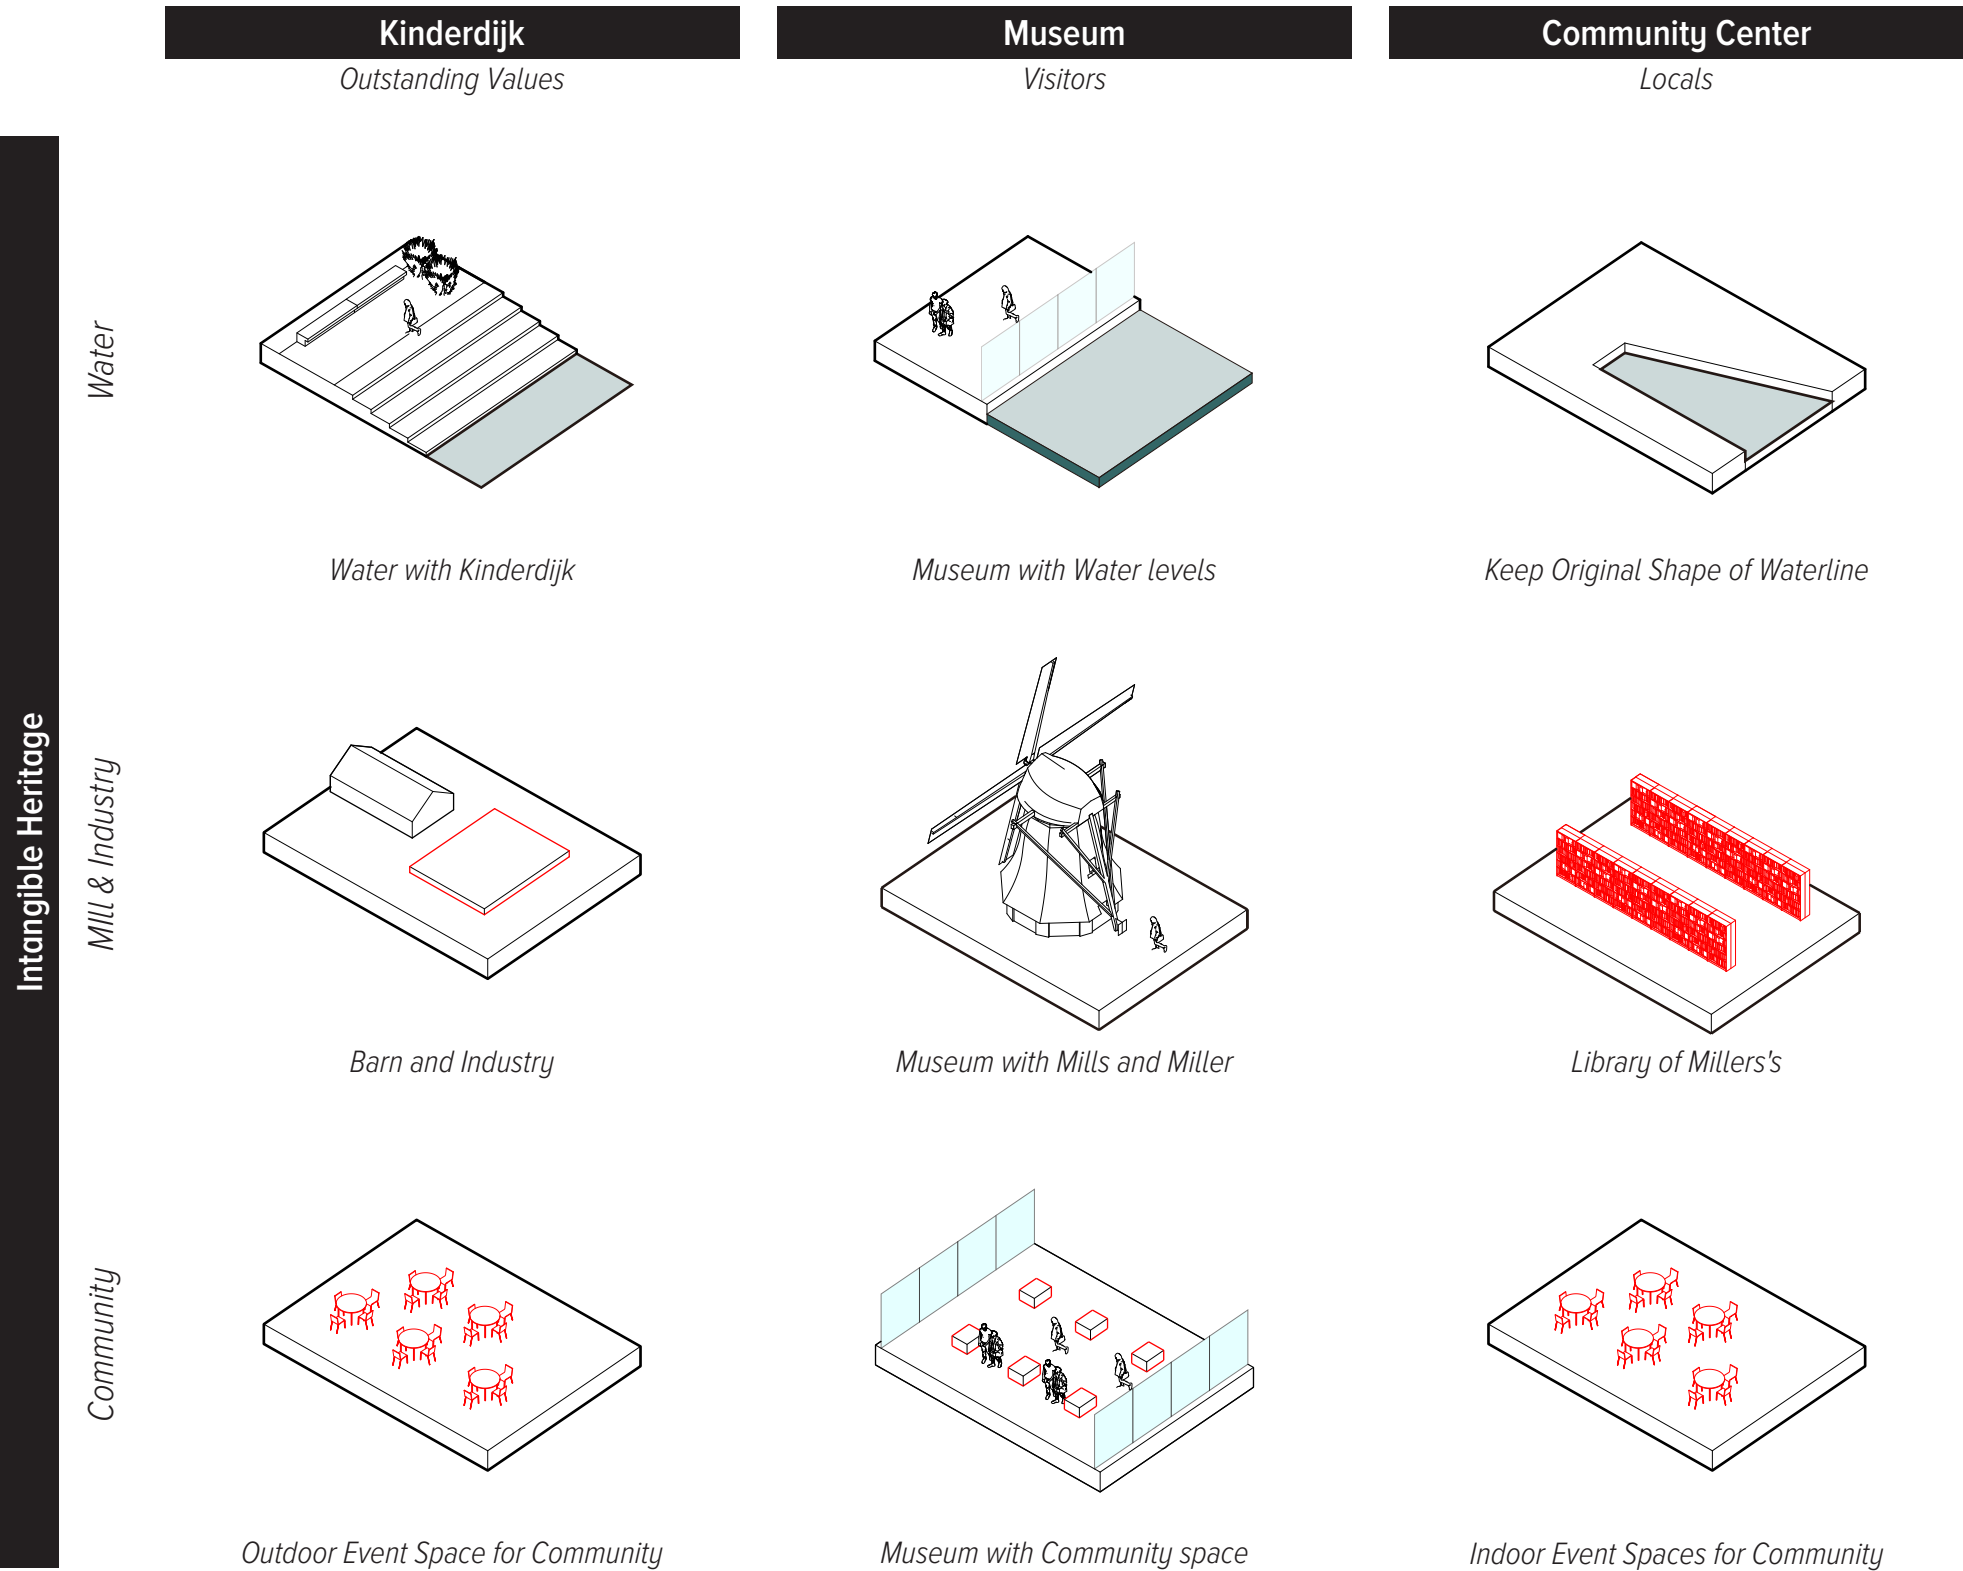 Kinderdijk
Museum
Community Center
Outstanding Values
Visitors
Locals
Intangible Heritage
Water
Water with Kinderdijk
Museum with Water levels
Keep Original Shape of Waterline
MIll & Industry
Barn and Industry
Museum with Mills and Miller
Library of Millers's
Community
Outdoor Event Space for Community
Museum with Community space
Indoor Event Spaces for Community